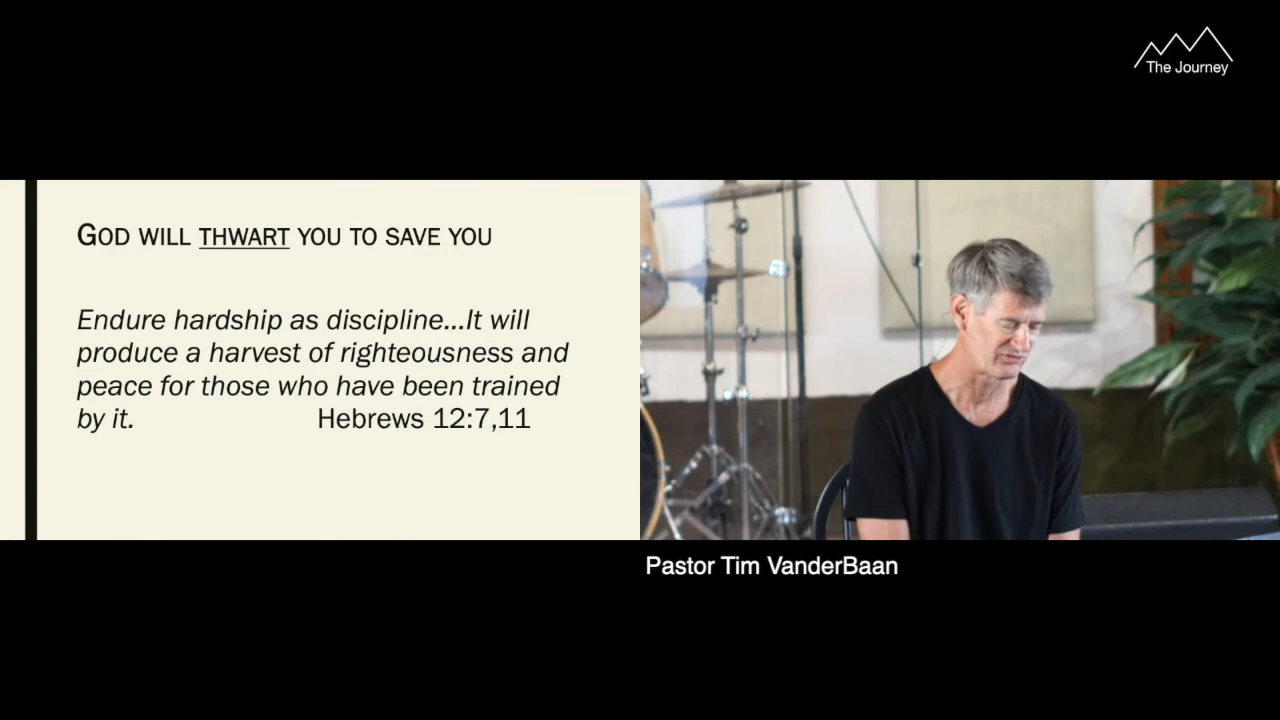 The Journey
GOD WILL THWART YOU TO SAVE YOU
Endure hardship as discipline...It will
produce a harvest of righteousness and
peace for those who have been trained
by it. Hebrews 12:7,11
Pastor Tim VanderBaan